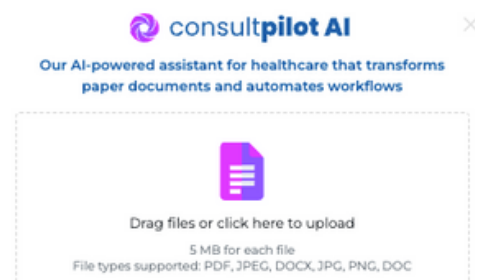 consultpilot AI
Our AI-powered assistant for healthcare that transforms
paper documents and automates workflows
Drag files or click here to upload
5 MB for each file
File types supported: PDF, JPEG, DOCX, JPG, PNG, DOC